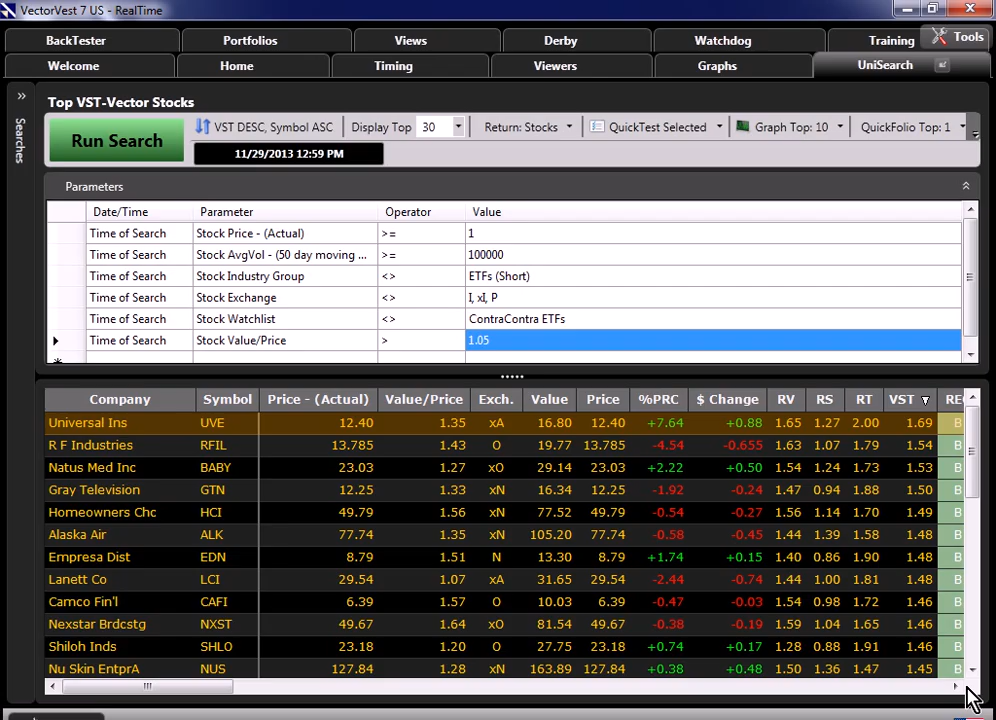 VectorVest 7 US - RealTime
BackTester Portfolios Views Derby Watchdog Training Tools
Welcome Home Timing Viewers Graphs UniSearch
Searches
Top VST-Vector Stocks
Run Search VST DESC, Symbol ASC Display Top 30 Return: Stocks QuickTest Selected Graph Top: 10 QuickFolio Top: 1
11/29/2013 12:59 PM
Parameters
Date/Time Parameter Operator Value
Time of Search Stock Price - (Actual) >= 1
Time of Search Stock AvgVol - (50 day moving ... >= 100000
Time of Search Stock Industry Group <> ETFs (Short)
Time of Search Stock Exchange <> I, xI, P
Time of Search Stock Watchlist <> ContraContra ETFs
Time of Search Stock Value/Price > 1.05
Company Symbol Price - (Actual) Value/Price Exch. Value Price %PRC $ Change RV RS RT VST RE
Universal Ins UVE 12.40 1.35 xA 16.80 12.40 +7.64 +0.88 1.65 1.27 2.00 1.69 B
R F Industries RFIL 13.785 1.43 O 19.77 13.785 -4.54 -0.655 1.63 1.07 1.79 1.54 B
Natus Med Inc BABY 23.03 1.27 xO 29.14 23.03 +2.22 +0.50 1.54 1.24 1.73 1.53 B
Gray Television GTN 12.25 1.33 xN 16.34 12.25 -1.92 -0.24 1.47 0.94 1.88 1.50 B
Homeowners Chc HCI 49.79 1.56 xN 77.52 49.79 -0.54 -0.27 1.56 1.14 1.70 1.49 B
Alaska Air ALK 77.74 1.35 xN 105.20 77.74 -0.58 -0.45 1.44 1.39 1.58 1.48 B
Empresa Dist EDN 8.79 1.51 N 13.30 8.79 +1.74 +0.15 1.40 0.86 1.90 1.48 B
Lanett Co LCI 29.54 1.07 xA 31.65 29.54 -2.44 -0.74 1.44 1.00 1.81 1.48 B
Camco Fin'l CAFI 6.39 1.57 O 10.03 6.39 -0.47 -0.03 1.54 0.98 1.72 1.46 B
Nexstar Brdcstg NXST 49.67 1.64 xO 81.54 49.67 -0.38 -0.19 1.59 1.04 1.65 1.46 B
Shiloh Inds SHLO 23.18 1.20 O 27.75 23.18 +0.74 +0.17 1.28 0.88 1.91 1.46 B
Nu Skin EntprA NUS 127.84 1.28 xN 163.89 127.84 +0.38 +0.48 1.50 1.36 1.47 1.45 B